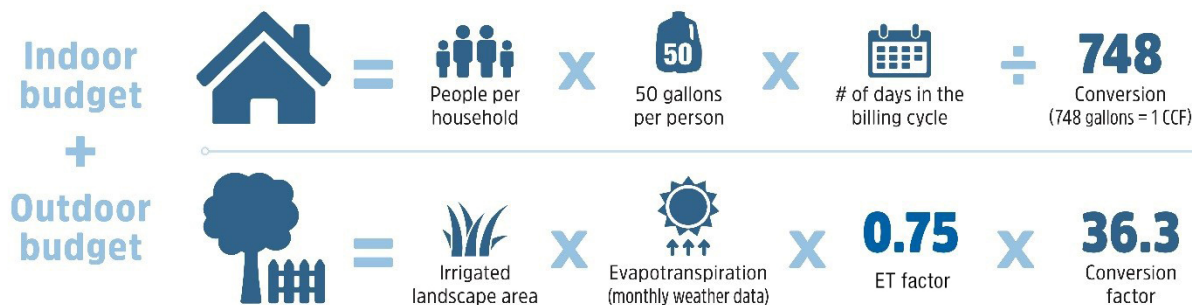 Indoor
budget
+
Outdoor
budget
=
People per
household
X
50
50 gallons
per person
X
# of days in the
billing cycle
÷
748
Conversion
(748 gallons = 1 CCF)
=
Irrigated
landscape area
X
Evapotranspiration
(monthly weather data)
X
0.75
ET factor
X
36.3
Conversion
factor